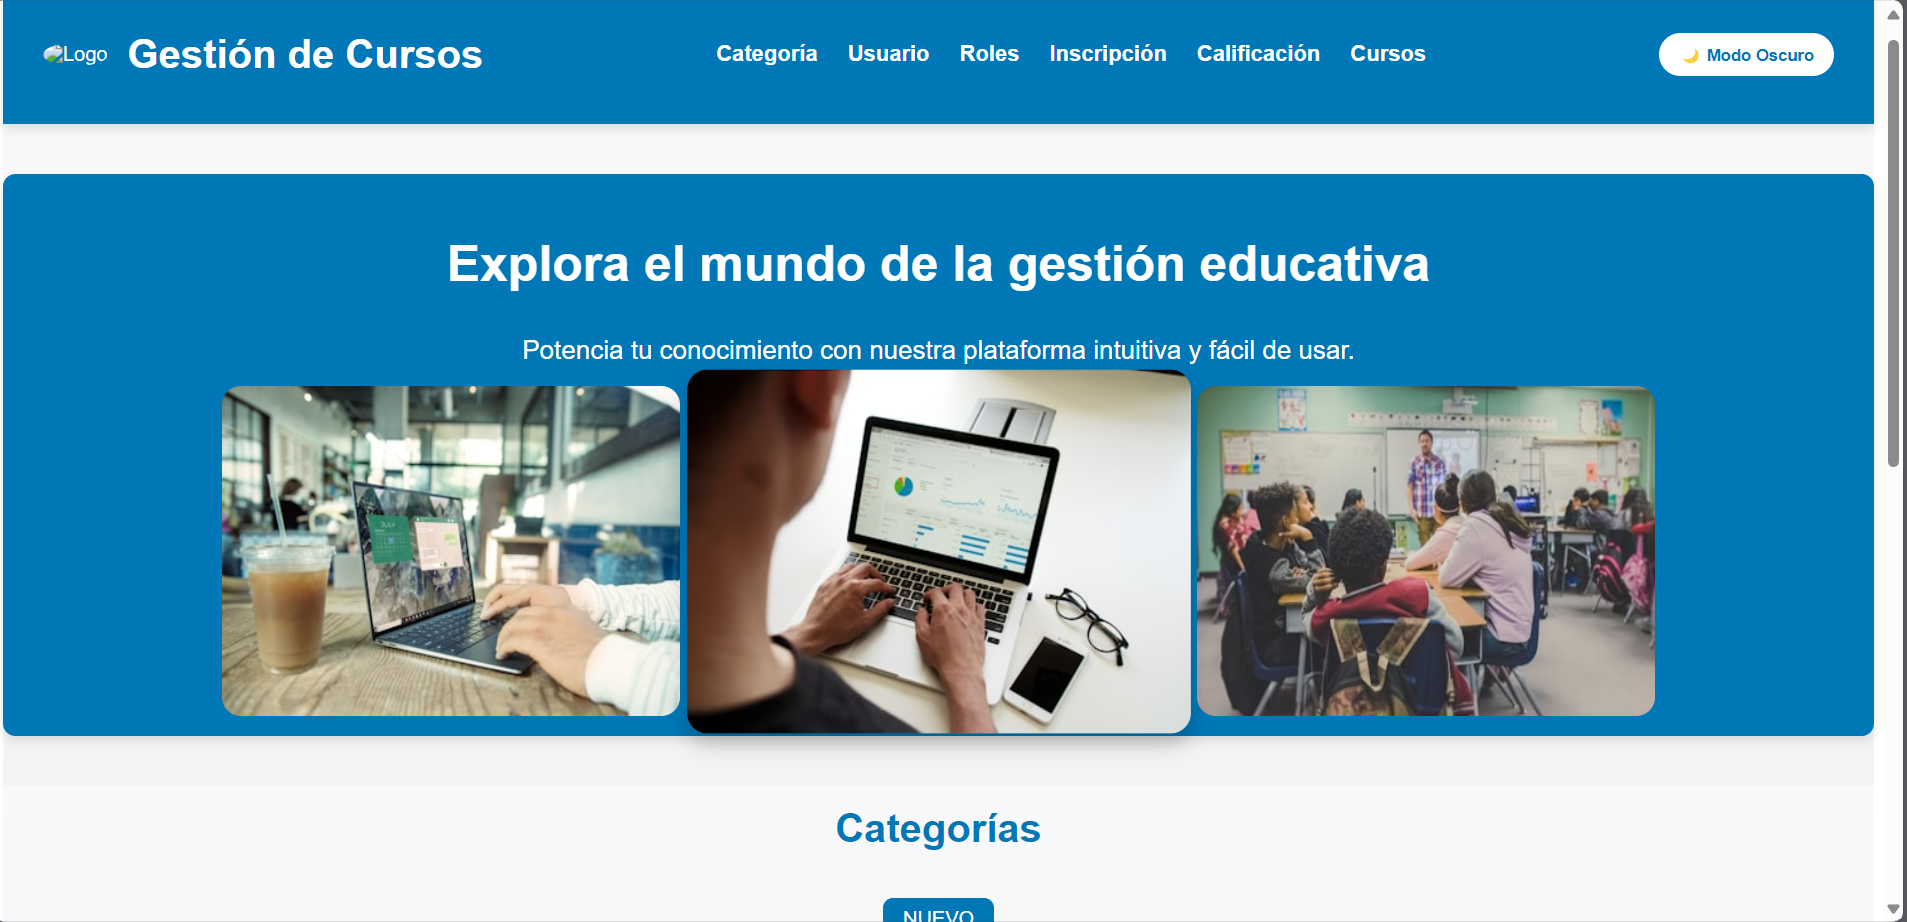 Logo
Gestión de Cursos
Categoría Usuario Roles Inscripción Calificación Cursos
🌙 Modo Oscuro
Explora el mundo de la gestión educativa
Potencia tu conocimiento con nuestra plataforma intuitiva y fácil de usar.
JULY
Categorías
NUEVO